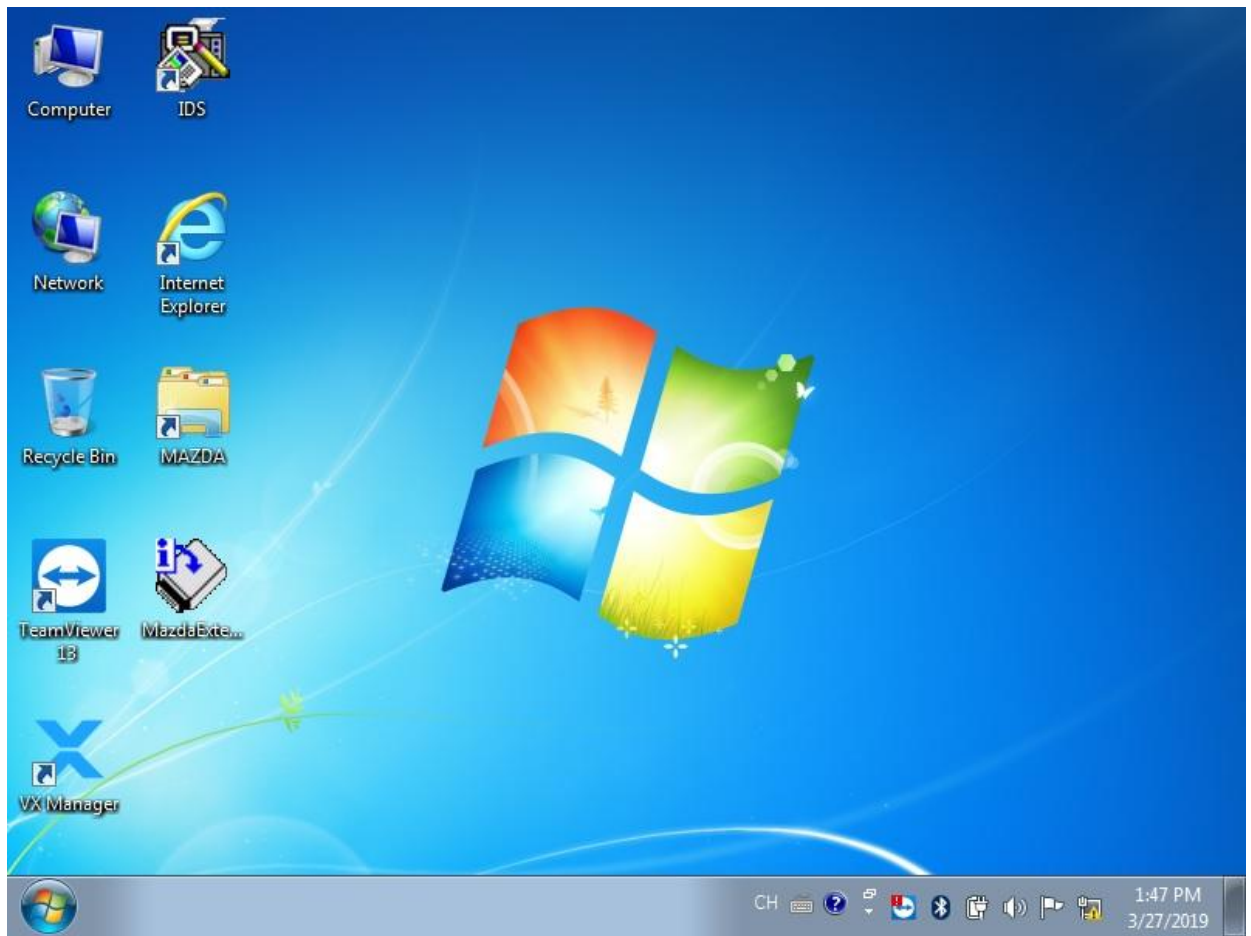 Computer
IDS
Network
Internet
Explorer
Recycle Bin
MAZDA
TeamViewer
13
MazdaExte...
VX Manager
CH
1:47 PM
3/27/2019